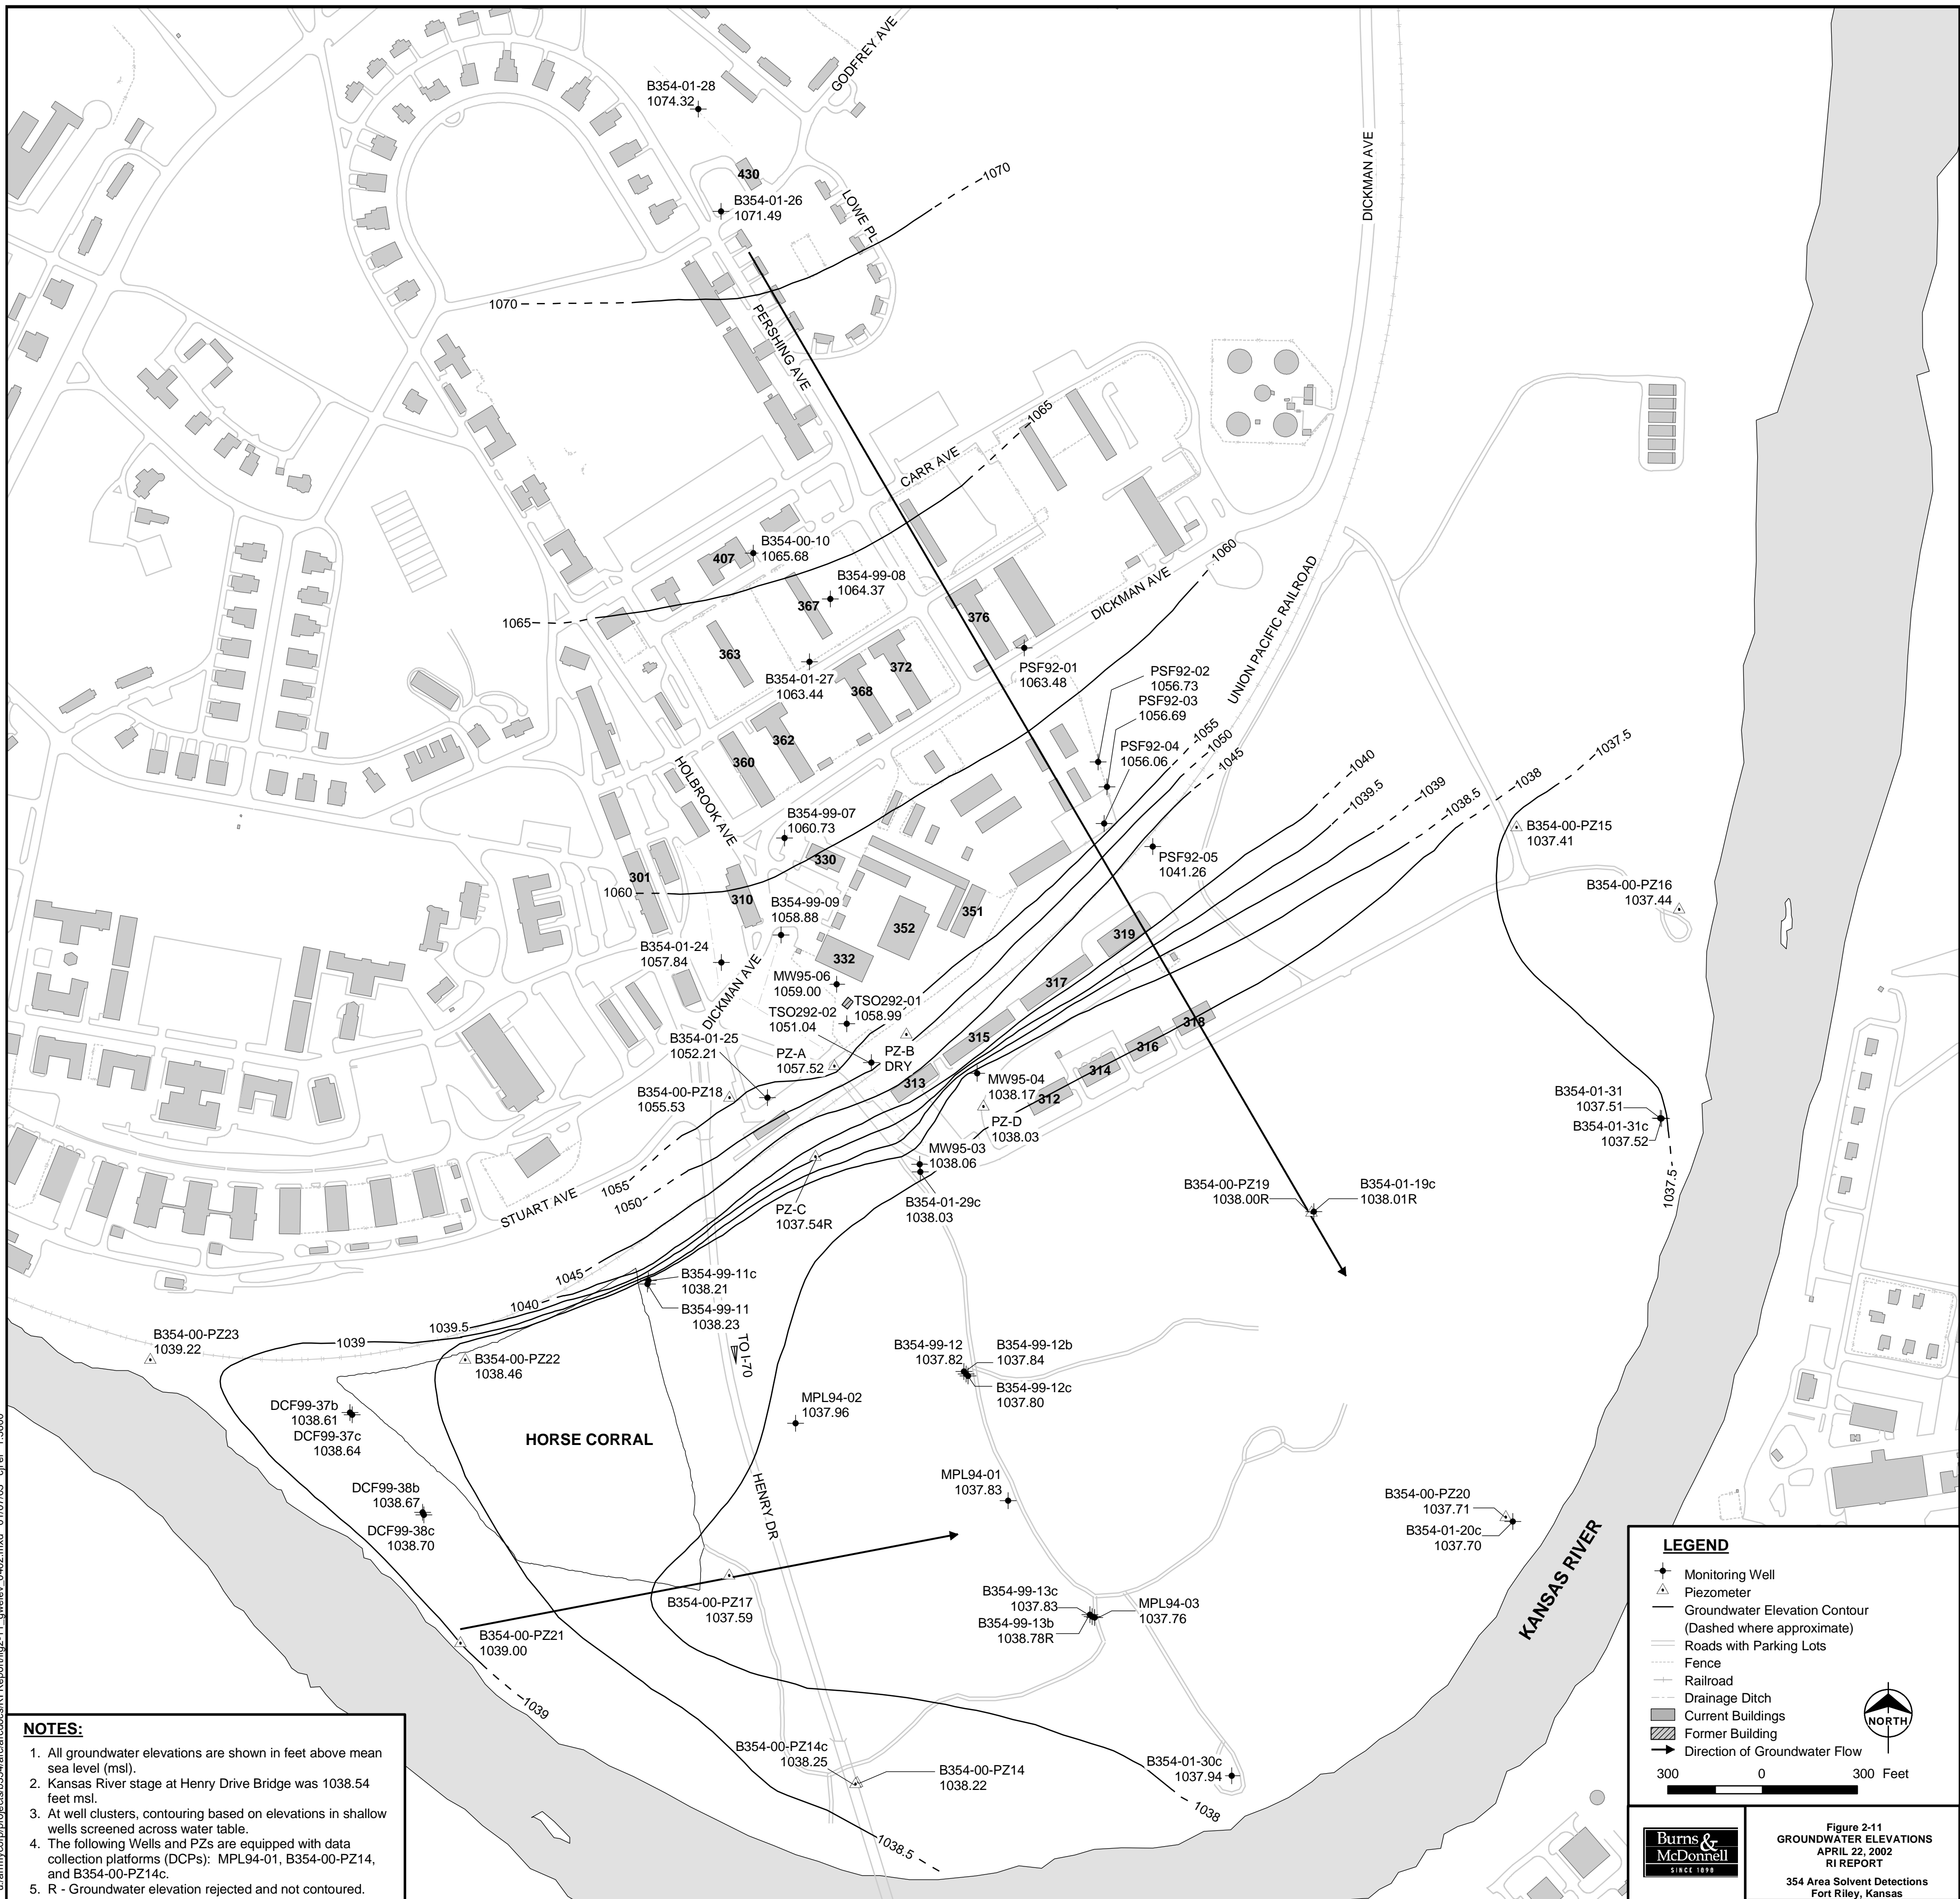 GODFREY AVE
B354-01-28
1074.32
DICKMAN AVE
430
1070
B354-01-26
1071.49
LOWE PL
1070
PERSHING AVE
1065
CARR AVE
B354-00-10
1065.68
407
1060
B354-99-08
1064.37
367
DICKMAN AVE
UNION PACIFIC RAILROAD
1065
376
363
372
PSF92-01
1063.48
B354-01-27
1063.44
368
PSF92-02
1056.73
PSF92-03
1056.69
362
360
HOLBROOK AVE
PSF92-04
1056.06
1055
1050
1045
1040
1039.5
1039
1038.5
1038
1037.5
B354-99-07
1060.73
330
B354-00-PZ15
1037.41
PSF92-05
1041.26
301
1060
310
B354-00-PZ16
1037.44
B354-99-09
1058.88
351
352
319
B354-01-24
1057.84
332
DICKMAN AVE
MW95-06
1059.00
317
TSO292-01
1058.99
TSO292-02
1051.04
318
B354-01-25
1052.21
315
316
PZ-A
1057.52
PZ-B
DRY
313
314
MW95-04
1038.17
312
B354-00-PZ18
1055.53
B354-01-31
1037.51
B354-01-31c
1037.52
PZ-D
1038.03
MW95-03
1038.06
1037.5
1055
1050
STUART AVE
PZ-C
1037.54R
B354-01-29c
1038.03
B354-00-PZ19
1038.00R
B354-01-19c
1038.01R
1045
B354-99-11c
1038.21
1040
B354-99-11
1038.23
1039.5
1039
TO I-70
B354-00-PZ23
1039.22
B354-00-PZ22
1038.46
B354-99-12
1037.82
B354-99-12b
1037.84
B354-99-12c
1037.80
DCF99-37b
1038.61
DCF99-37c
1038.64
MPL94-02
1037.96
HORSE CORRAL
HENRY DR
MPL94-01
1037.83
DCF99-38b
1038.67
DCF99-38c
1038.70
B354-00-PZ20
1037.71
B354-01-20c
1037.70
KANSAS RIVER
B354-00-PZ17
1037.59
B354-99-13c
1037.83
B354-99-13b
1038.78R
MPL94-03
1037.76
B354-00-PZ21
1039.00
1039
B354-00-PZ14c
1038.25
B354-00-PZ14
1038.22
B354-01-30c
1037.94
1038
1038.5
NOTES:
1. All groundwater elevations are shown in feet above mean
sea level (msl).
2. Kansas River stage at Henry Drive Bridge was 1038.54
feet msl.
3. At well clusters, contouring based on elevations in shallow
wells screened across water table.
4. The following Wells and PZs are equipped with data
collection platforms (DCPs): MPL94-01, B354-00-PZ14,
and B354-00-PZ14c.
5. R - Groundwater elevation rejected and not contoured.
LEGEND
Monitoring Well
Piezometer
Groundwater Elevation Contour
(Dashed where approximate)
Roads with Parking Lots
Fence
Railroad
Drainage Ditch
Current Buildings
Former Building
Direction of Groundwater Flow
NORTH
300 0 300 Feet
Burns &
McDonnell
SINCE 1898
Figure 2-11
GROUNDWATER ELEVATIONS
APRIL 22, 2002
RI REPORT
354 Area Solvent Detections
Fort Riley, Kansas